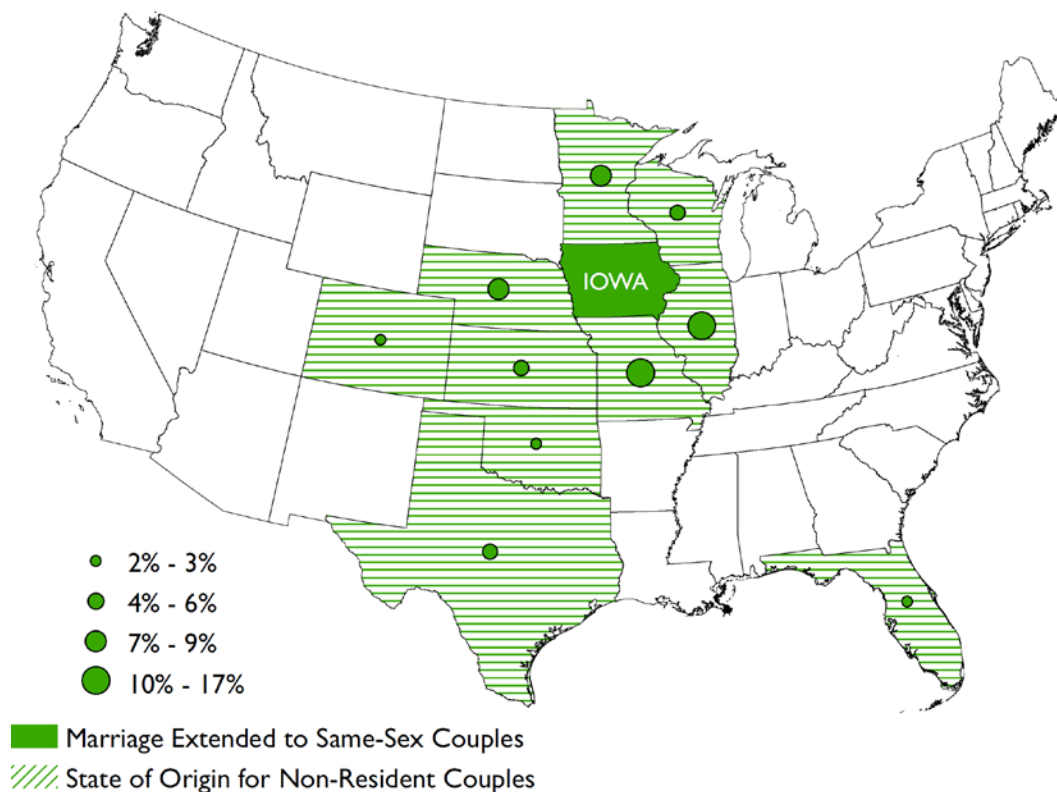 IOWA
2% - 3%
4% - 6%
7% - 9%
10% - 17%
Marriage Extended to Same-Sex Couples
State of Origin for Non-Resident Couples